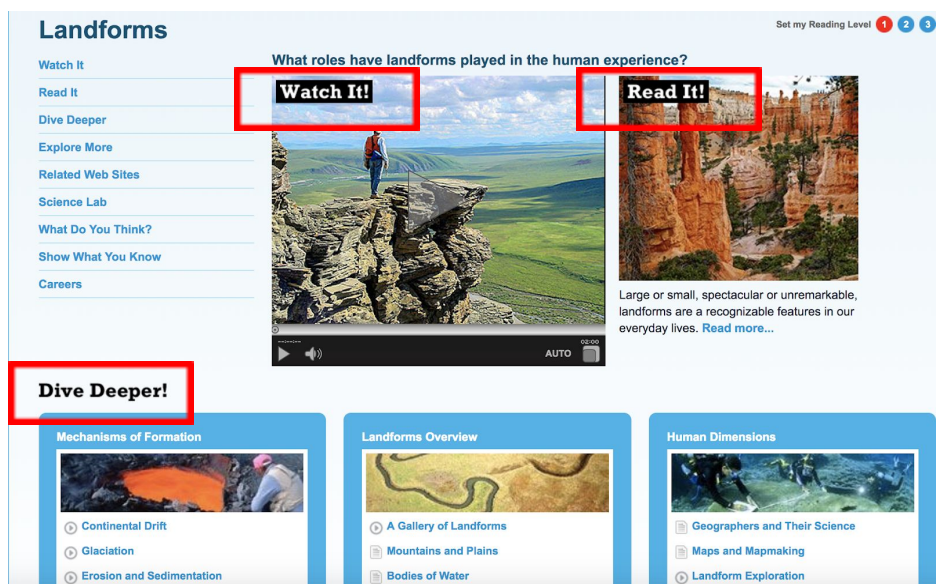 Landforms
Set my Reading Level 1 2 3
Watch It
Read It
Dive Deeper
Explore More
Related Web Sites
Science Lab
What Do You Think?
Show What You Know
Careers
What roles have landforms played in the human experience?
Watch It!
AUTO
02:00
Read It!
Large or small, spectacular or unremarkable,
landforms are a recognizable features in our
everyday lives. Read more...
Dive Deeper!
Mechanisms of Formation
Continental Drift
Glaciation
Erosion and Sedimentation
Landforms Overview
A Gallery of Landforms
Mountains and Plains
Bodies of Water
Human Dimensions
Geographers and Their Science
Maps and Mapmaking
Landform Exploration